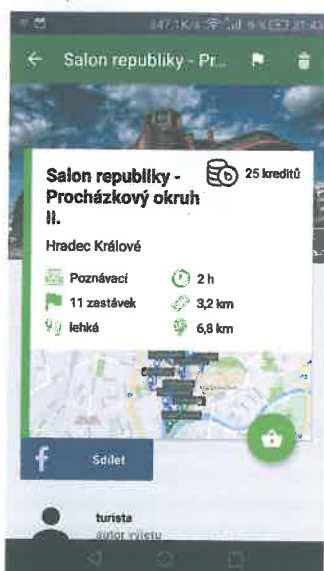 Salon republiky - Pr...
Salon republiky -
Procházkový okruh
II.
25 kreditů
Hradec Králové
Poznávací
2 h
11 zastávek
3,2 km
lehká
6,8 km
f
Sdílet
turista
autor výletu